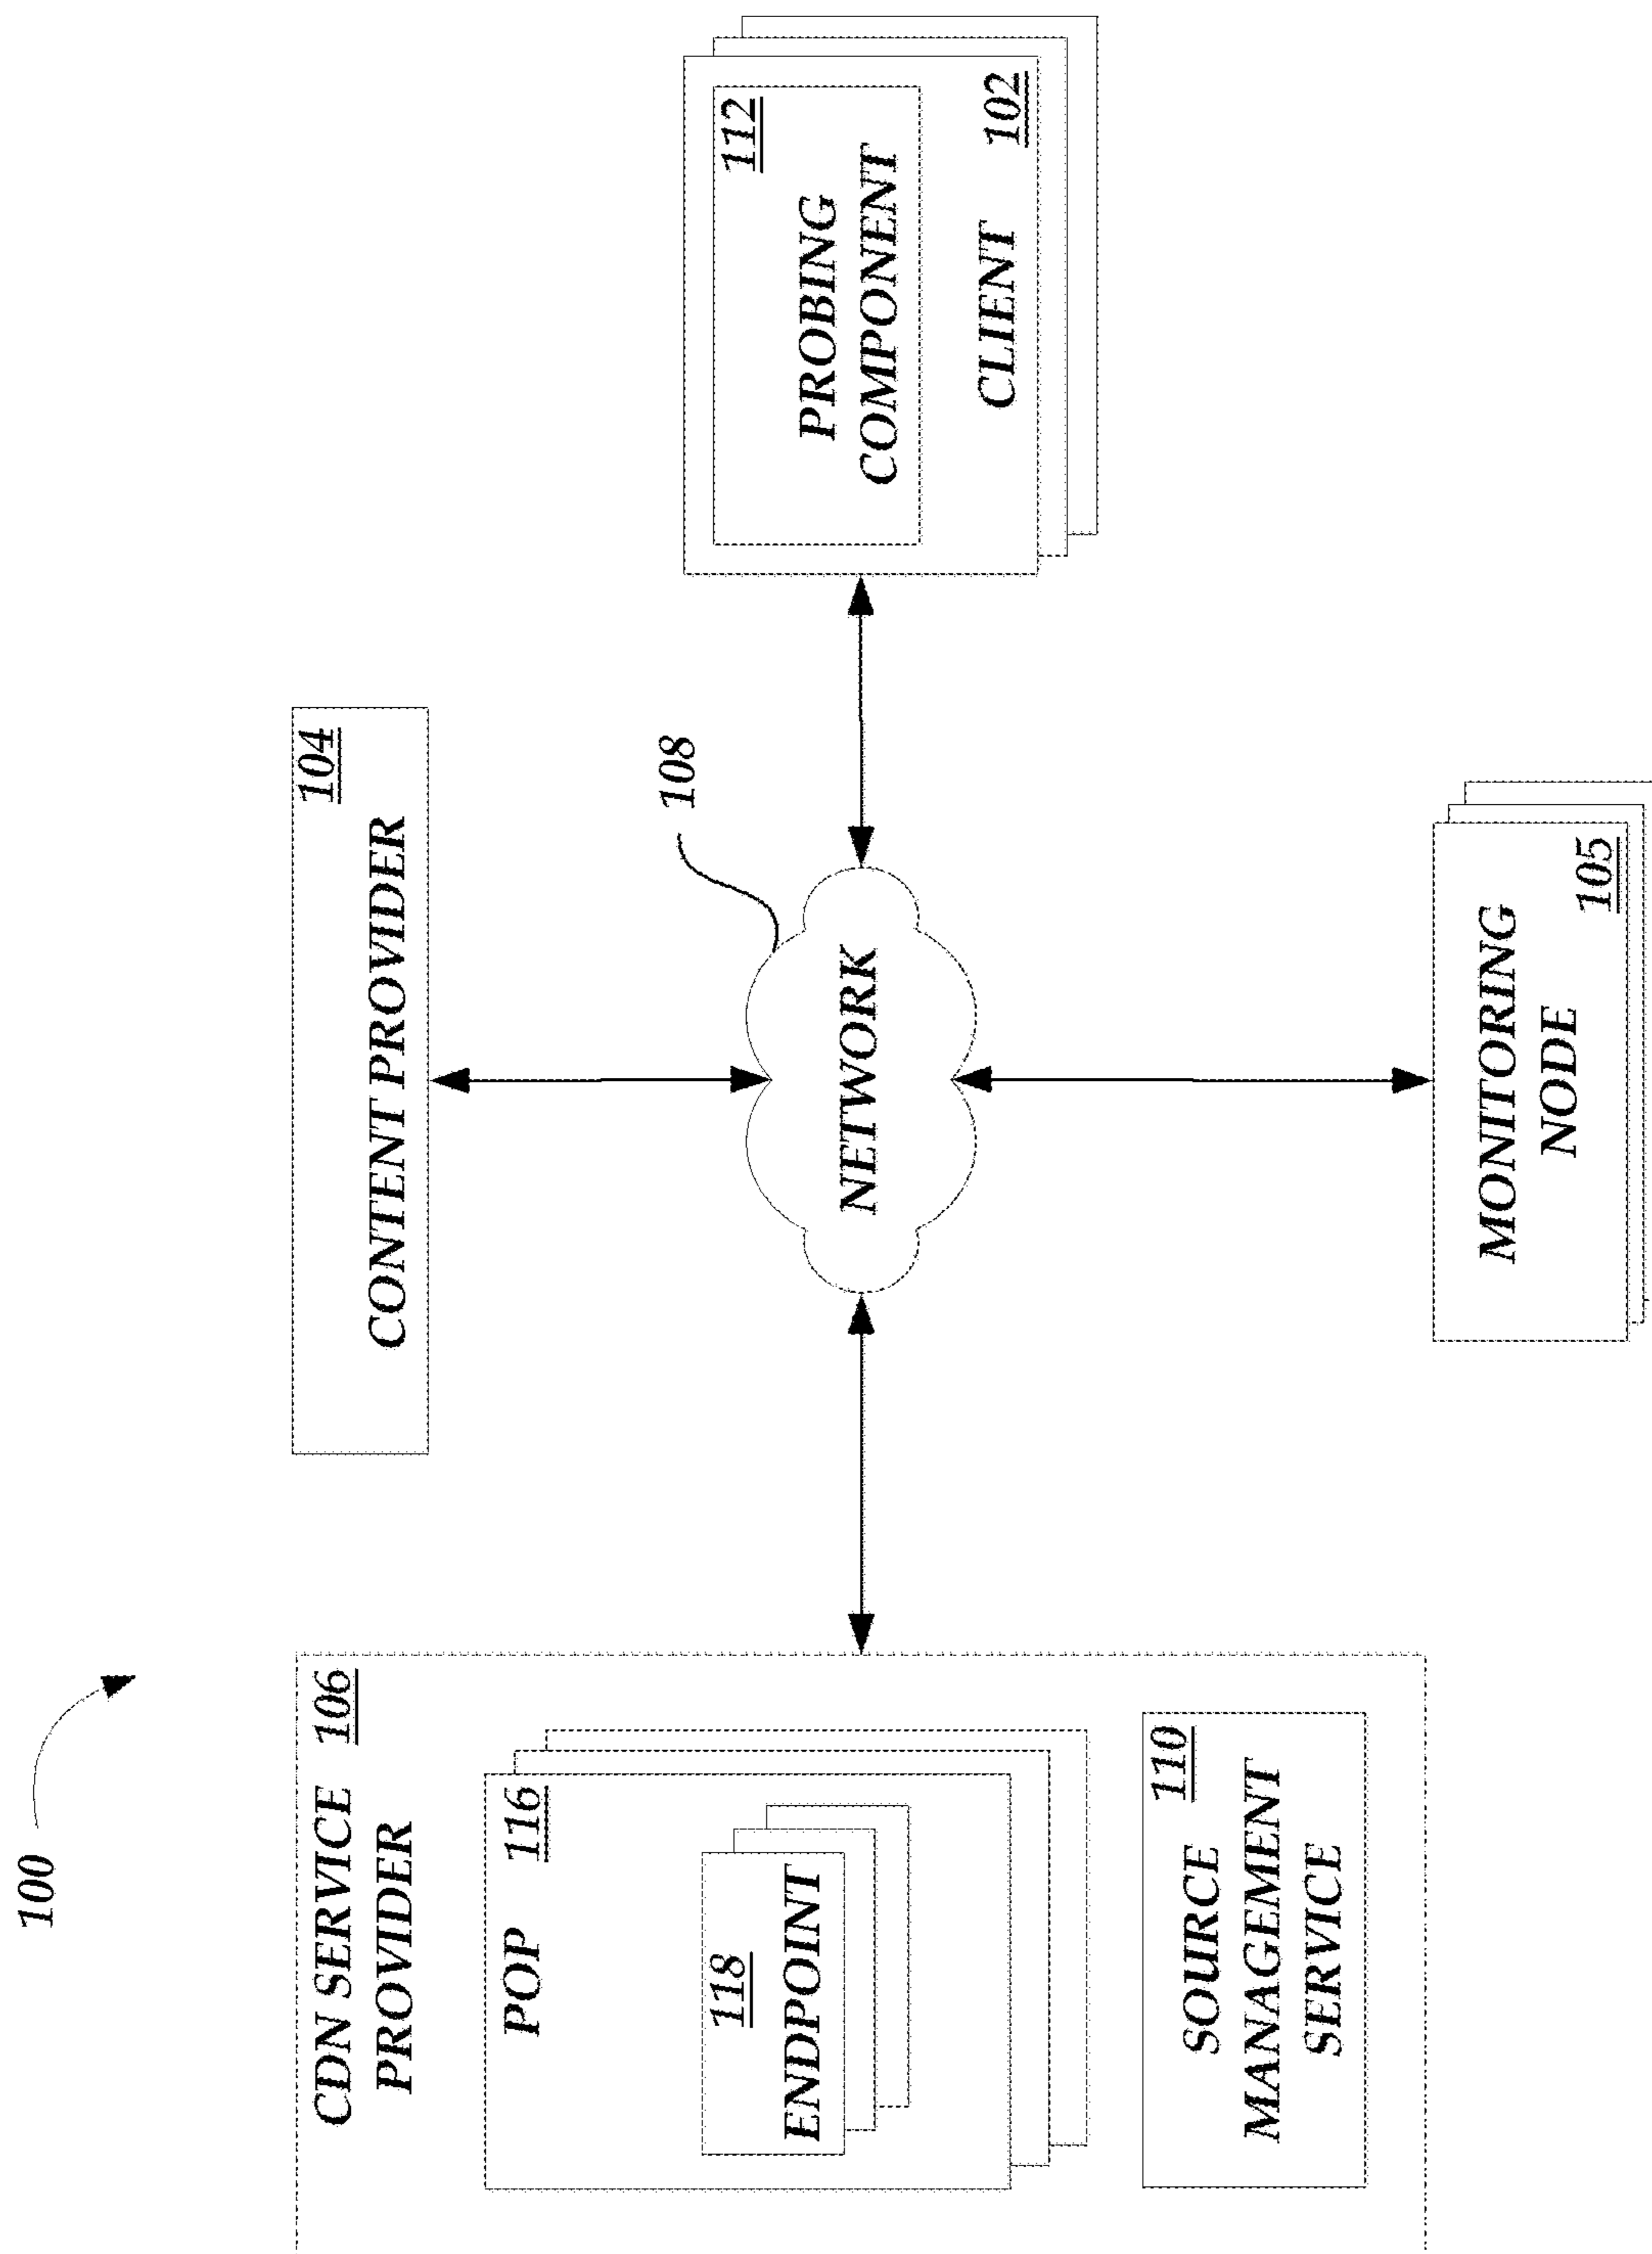 100
CDN SERVICE 106
PROVIDER
POP 116
118
ENDPOINT
110
SOURCE
MANAGEMENT
SERVICE
104
CONTENT PROVIDER
108
NETWORK
105
MONITORING
NODE
112
PROBING
COMPONENT
CLIENT 102